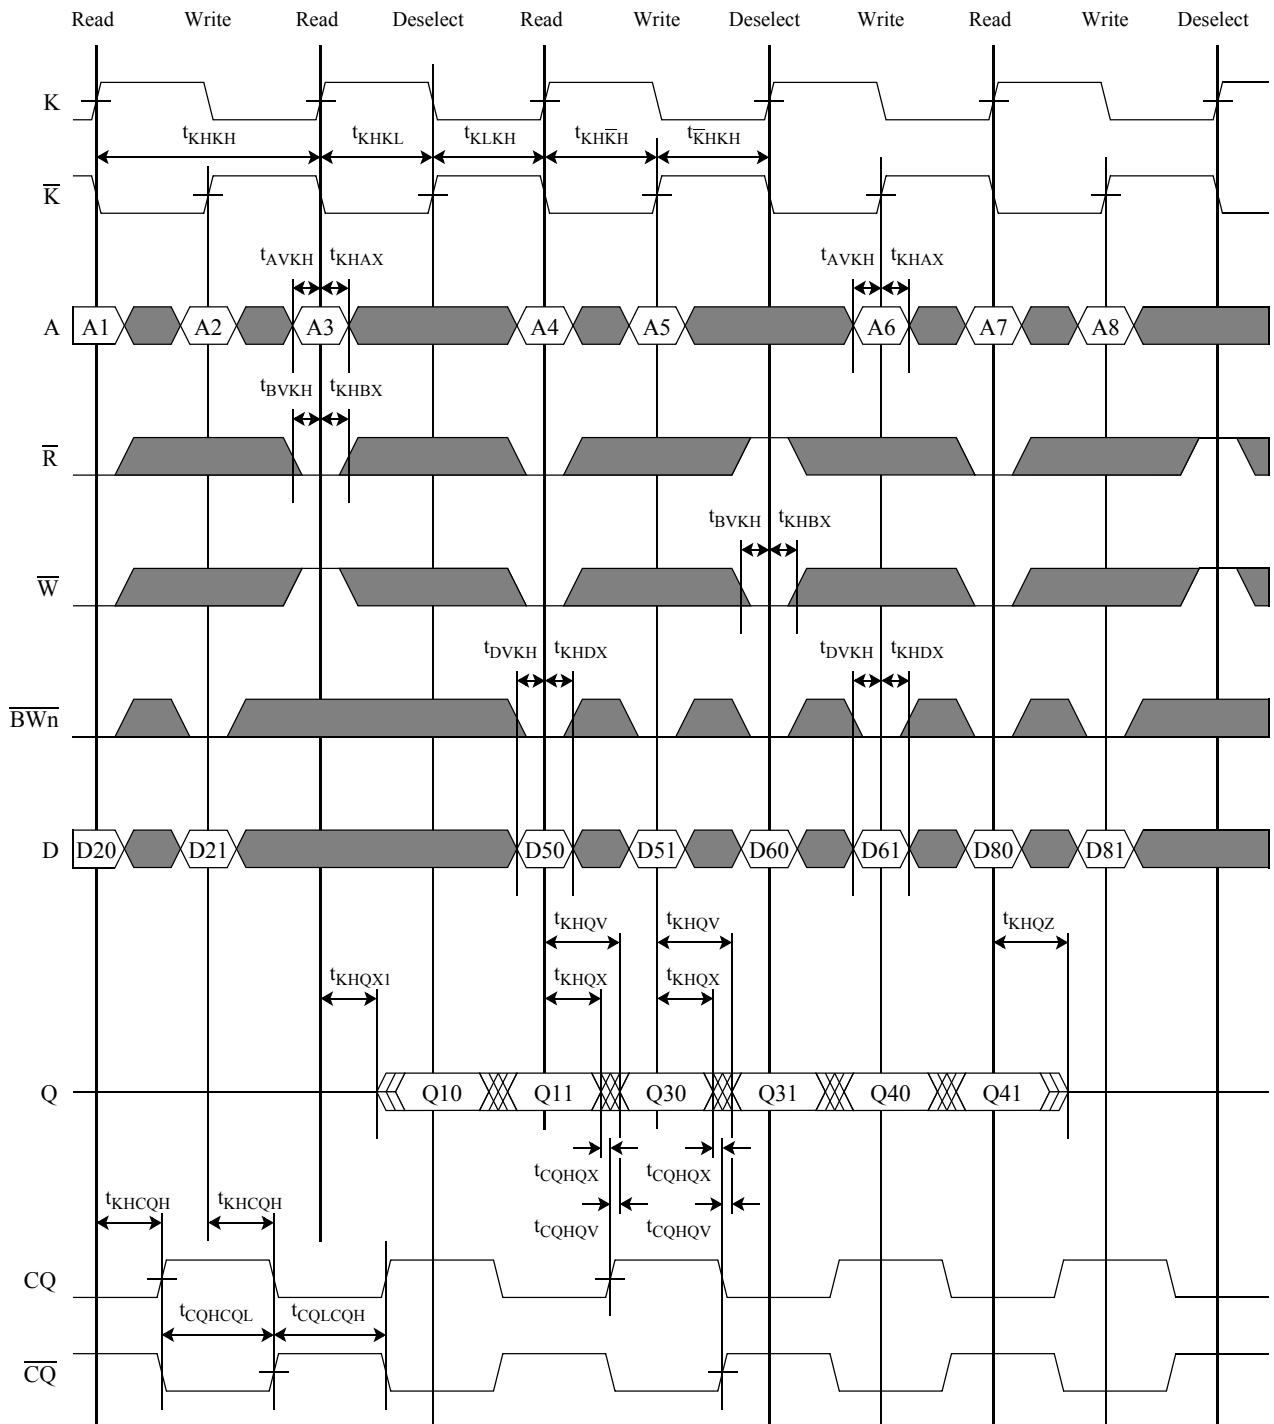 Read Write Read Deselect Read Write Deselect Write Read Write Deselect
K
tKHKH tKHKL tKLKH tKHK̅H tK̅HKH
K̅
tAVKH tKHAX tAVKH tKHAX
A A1 A2 A3 A4 A5 A6 A7 A8
tBVKH tKHBX
R̅
tBVKH tKHBX
W̅
tDVKH tKHDX tDVKH tKHDX
B̅W̅n̅
D D20 D21 D50 D51 D60 D61 D80 D81
tKHQV tKHQV tKHQZ
tKHQX1 tKHQX tKHQX
Q Q10 Q11 Q30 Q31 Q40 Q41
tCQHQX tCQHQX
tKHCQH tKHCQH
tCQHQV tCQHQV
CQ
tCQHCQL tCQLCQH
C̅Q̅